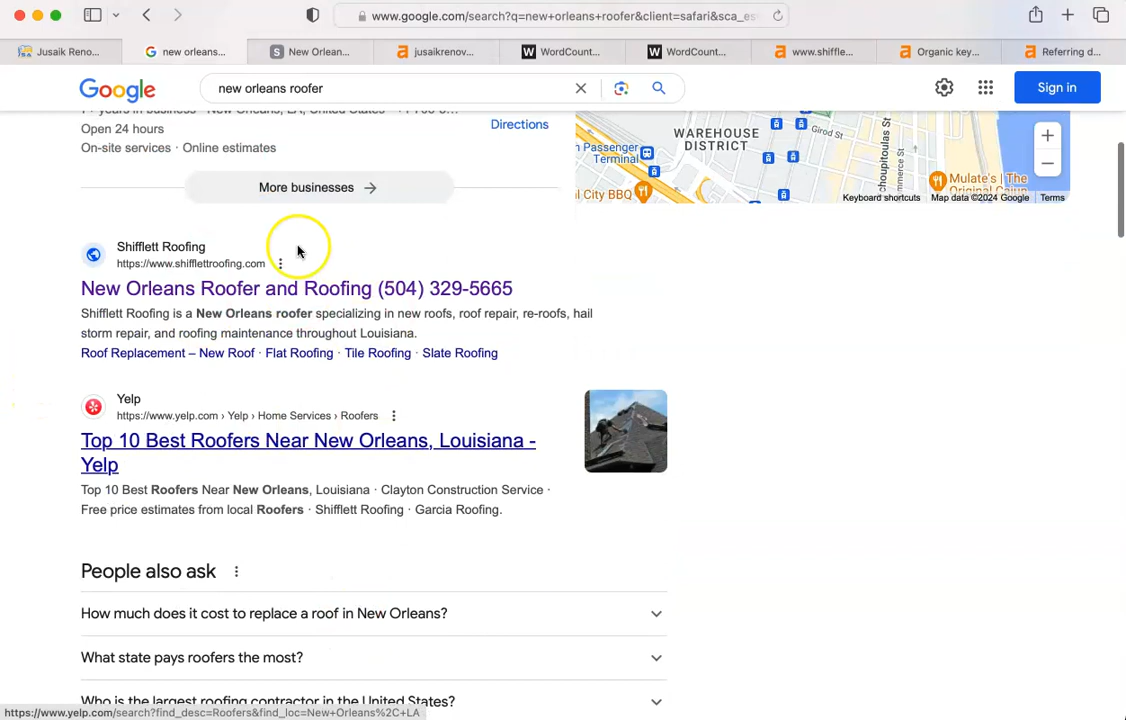 www.google.com/search?q=new+orleans+roofer&client=safari&sca_es
Jusaik Reno...
new orleans...
New Orlean...
jusaikrenov...
WordCount...
WordCount...
www.shiffle...
Organic key...
Referring d...
Google
new orleans roofer
Sign in
New Orleans, LA, United States
Open 24 hours
On-site services · Online estimates
Directions
More businesses
WAREHOUSE
DISTRICT
Girod St
n Passenger
Terminal
al City BBQ
choupitoulas St
ommerce St
Mulate's | The
Original Cajun
Keyboard shortcuts
Map data ©2024 Google
Terms
Shifflett Roofing
https://www.shifflettroofing.com
New Orleans Roofer and Roofing (504) 329-5665
Shifflett Roofing is a New Orleans roofer specializing in new roofs, roof repair, re-roofs, hail
storm repair, and roofing maintenance throughout Louisiana.
Roof Replacement – New Roof · Flat Roofing · Tile Roofing · Slate Roofing
Yelp
https://www.yelp.com › Yelp › Home Services › Roofers
Top 10 Best Roofers Near New Orleans, Louisiana -
Yelp
Top 10 Best Roofers Near New Orleans, Louisiana · Clayton Construction Service ·
Free price estimates from local Roofers · Shifflett Roofing · Garcia Roofing.
People also ask
How much does it cost to replace a roof in New Orleans?
What state pays roofers the most?
Who is the largest roofing contractor in the United States?
https://www.yelp.com/search?find_desc=Roofers&find_loc=New+Orleans%2C+LA